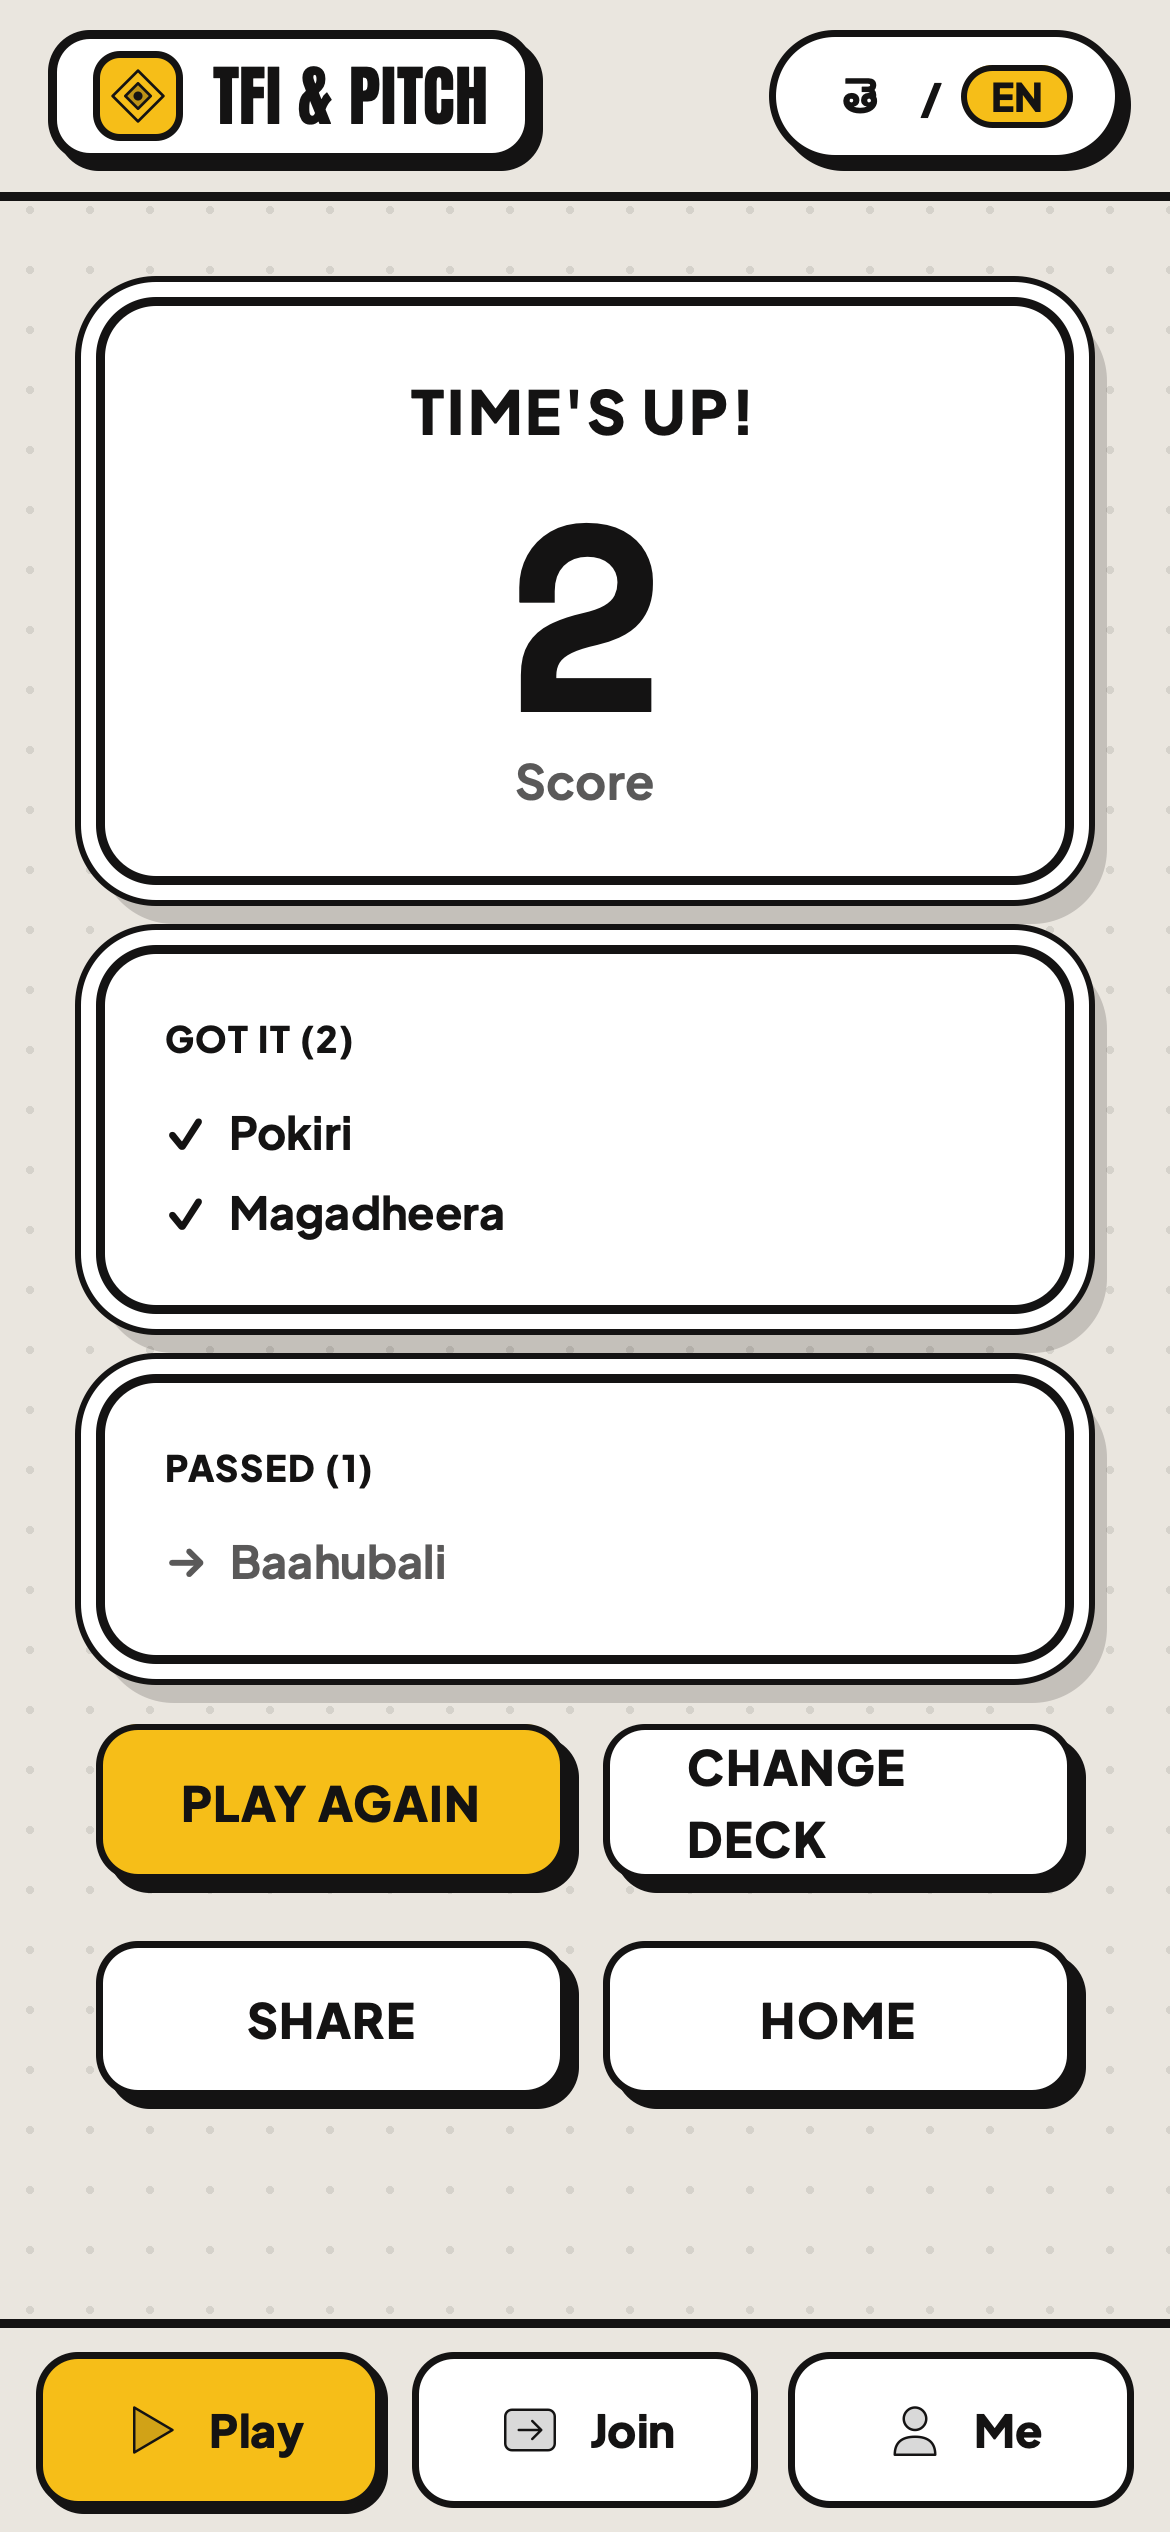 TFI & PITCH
తె / EN
TIME'S UP!
2
Score
GOT IT (2)
✓ Pokiri
✓ Magadheera
PASSED (1)
→ Baahubali
PLAY AGAIN
CHANGE
DECK
SHARE
HOME
Play
Join
Me